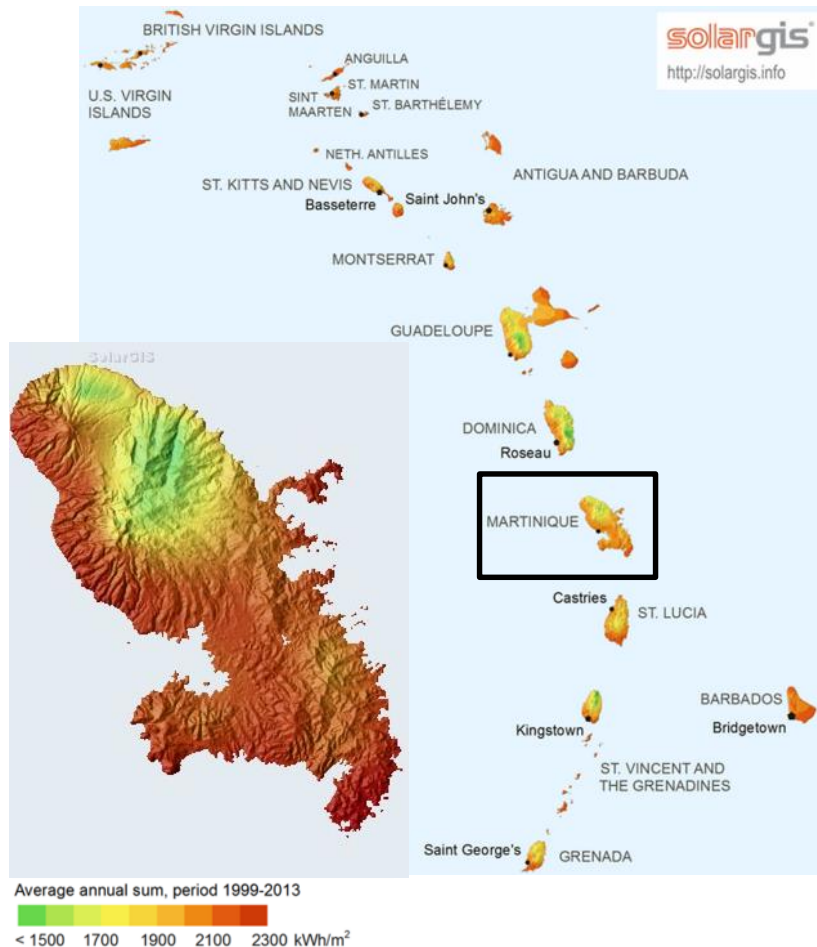 BRITISH VIRGIN ISLANDS
solargis
http://solargis.info
ANGUILLA
ST. MARTIN
U.S. VIRGIN
ISLANDS
SINT
MAARTEN
ST. BARTHÉLEMY
NETH. ANTILLES
ANTIGUA AND BARBUDA
ST. KITTS AND NEVIS
Basseterre
Saint John's
MONTSERRAT
GUADELOUPE
SolarGIS
DOMINICA
Roseau
MARTINIQUE
Castries
ST. LUCIA
BARBADOS
Bridgetown
Kingstown
ST. VINCENT AND
THE GRENADINES
Saint George's
GRENADA
Average annual sum, period 1999-2013
< 1500 1700 1900 2100 2300 kWh/m²